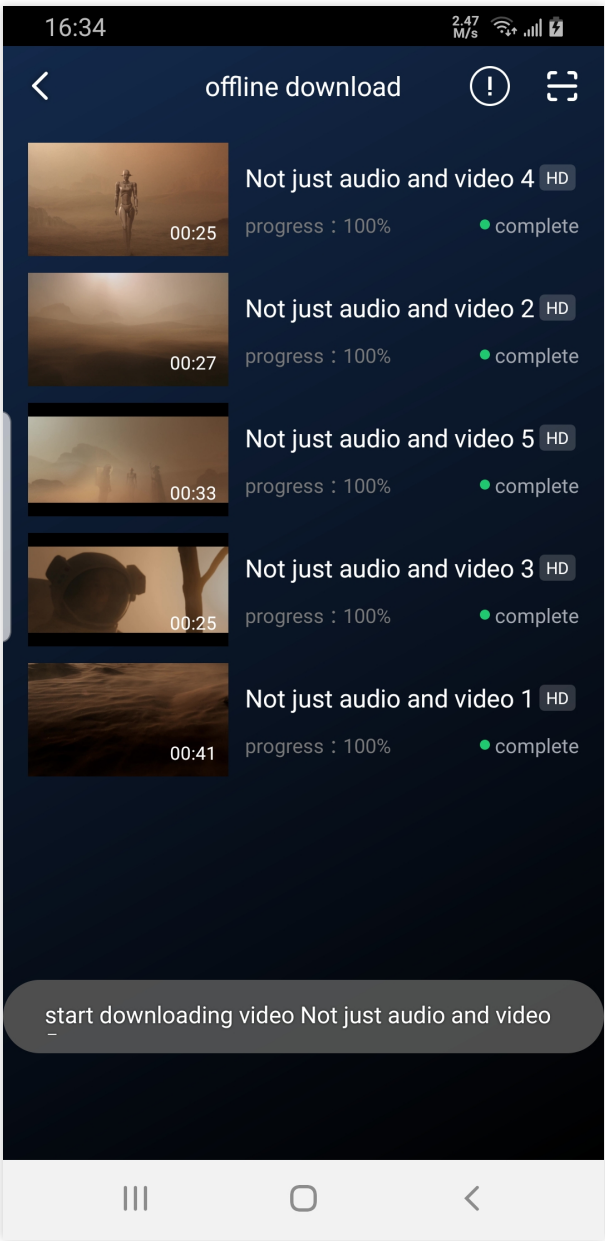 16:34
2.47
M/s
offline download
Not just audio and video 4 HD
00:25
progress：100% complete
Not just audio and video 2 HD
00:27
progress：100% complete
Not just audio and video 5 HD
00:33
progress：100% complete
Not just audio and video 3 HD
00:25
progress：100% complete
Not just audio and video 1 HD
00:41
progress：100% complete
start downloading video Not just audio and video